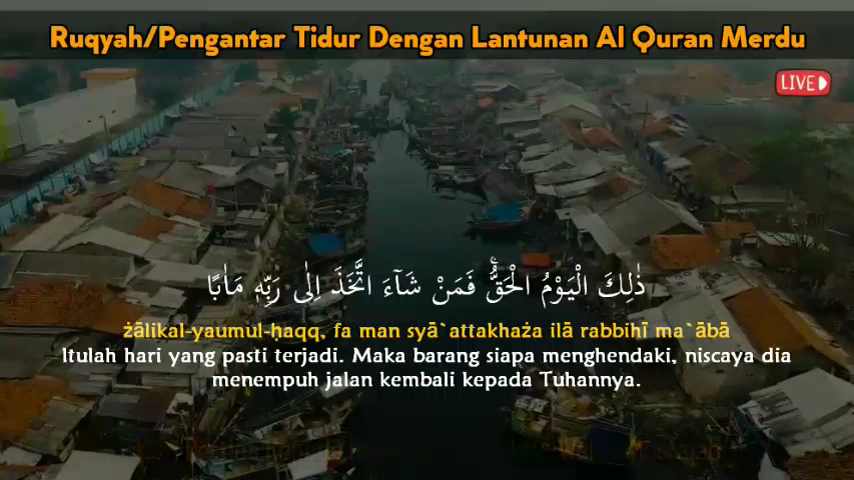 Ruqyah/Pengantar Tidur Dengan Lantunan Al Quran Merdu
LIVE
ذٰلِكَ الْيَوْمُ الْحَقُّۚ فَمَنْ شَاۤءَ اتَّخَذَ اِلٰى رَبِّهٖ مَاٰبًا
żālikal-yaumul-ḥaqq, fa man syā`attakhaża ilā rabbihī ma`ābā
Itulah hari yang pasti terjadi. Maka barang siapa menghendaki, niscaya dia
menempuh jalan kembali kepada Tuhannya.